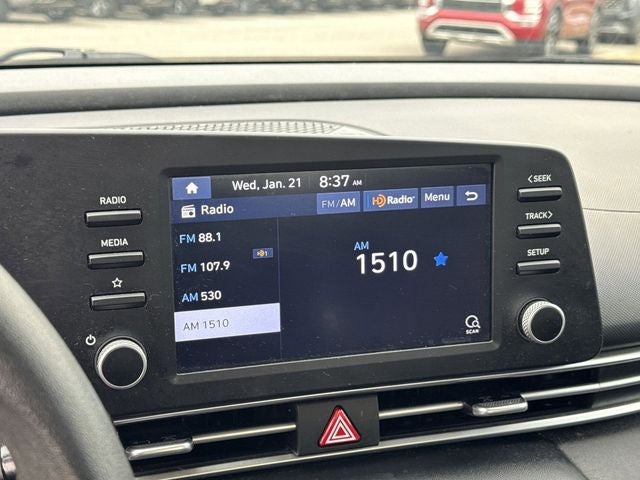 Wed, Jan. 21 8:37 AM
Radio FM/AM HD Radio Menu
FM 88.1
FM 107.9
AM 530
AM 1510
AM
1510
SCAN
RADIO
MEDIA
< SEEK
TRACK >
SETUP